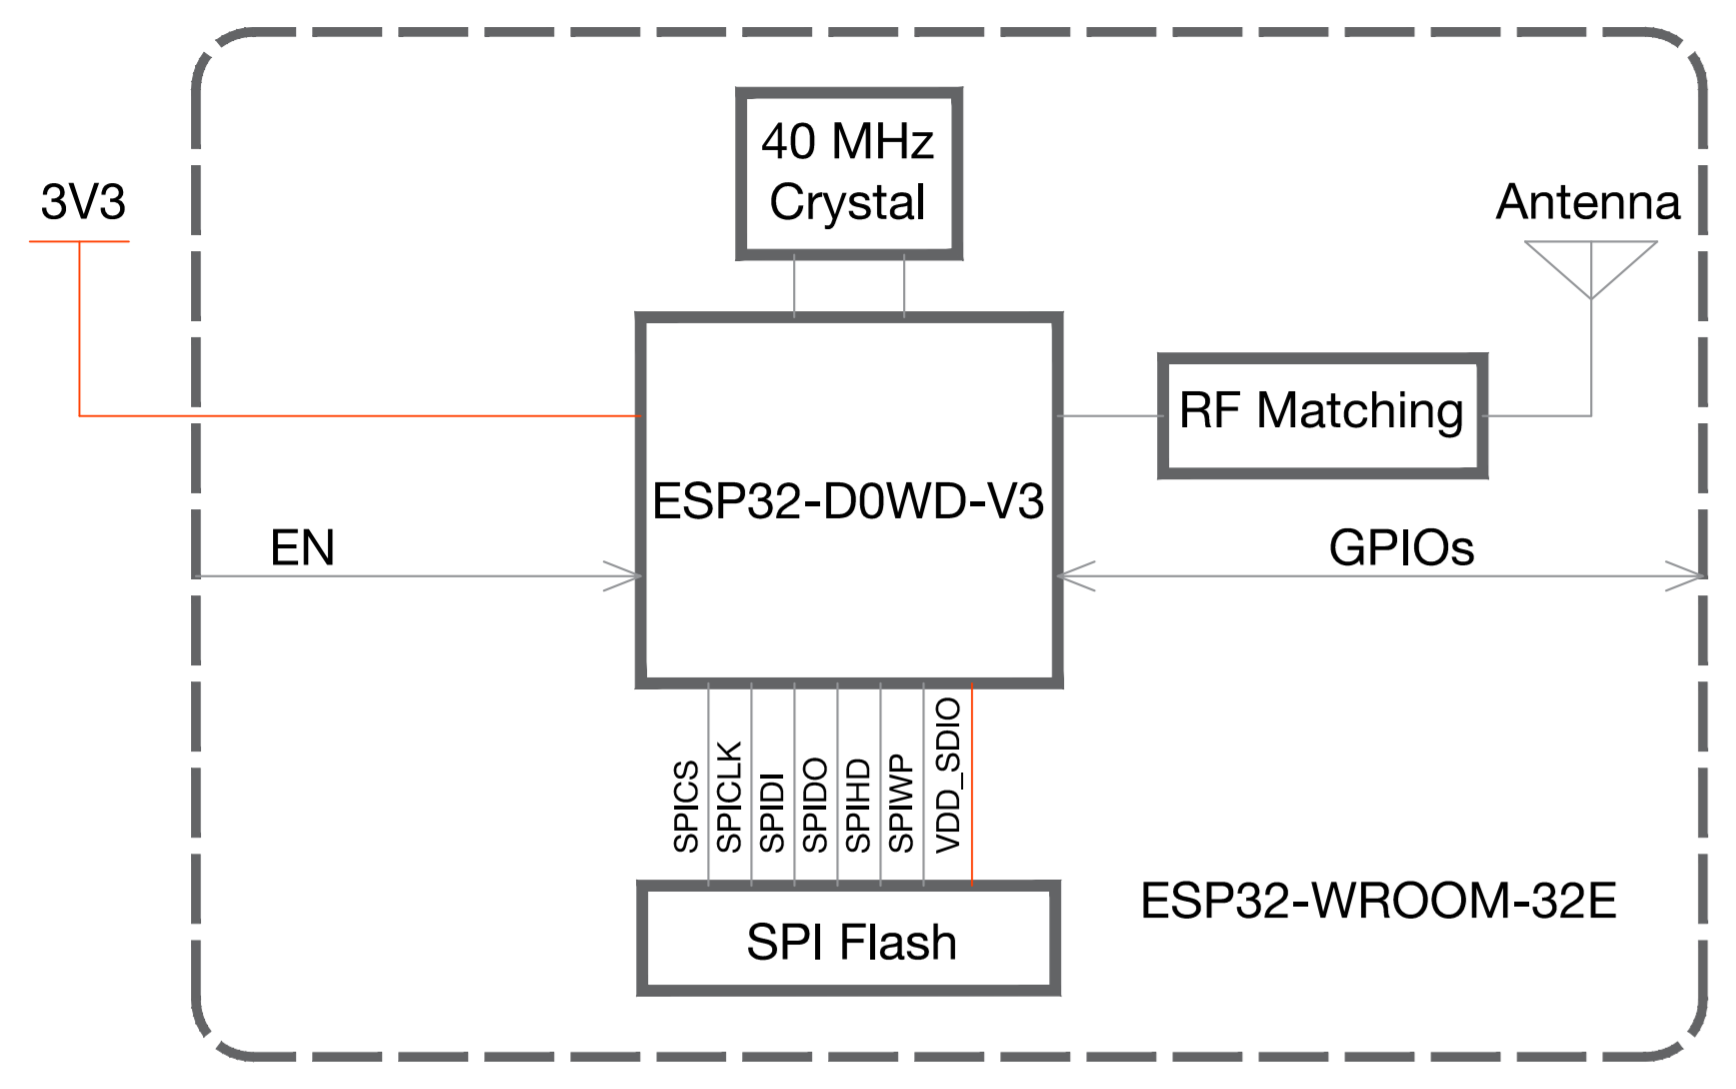 40 MHz
Crystal
3V3
Antenna
RF Matching
ESP32-D0WD-V3
EN
GPIOs
SPICS
SPICLK
SPIDI
SPIDO
SPIHD
SPIWP
VDD_SDIO
ESP32-WROOM-32E
SPI Flash